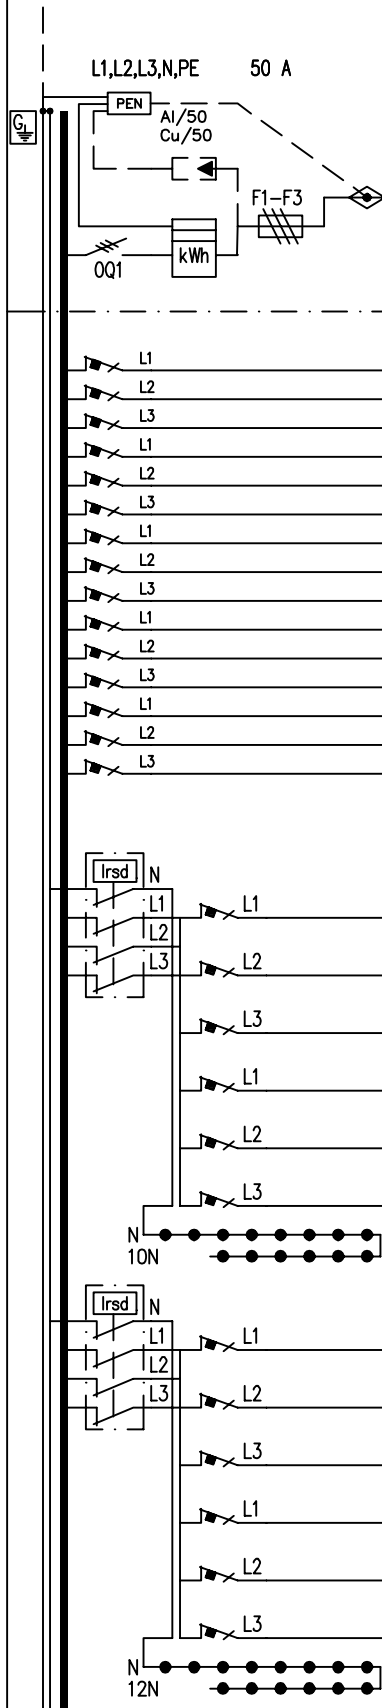 L1,L2,L3,N,PE 50 A
PEN
G
Al/50
Cu/50
F1-F3
kWh
0Q1
L1
L2
L3
L1
L2
L3
L1
L2
L3
L1
L2
L3
L1
L2
L3
Irsd N
L1 L1
L2
L3 L2
L3
L1
L2
L3
N
10N
Irsd N
L1 L1
L2
L3 L2
L3
L1
L2
L3
N
12N